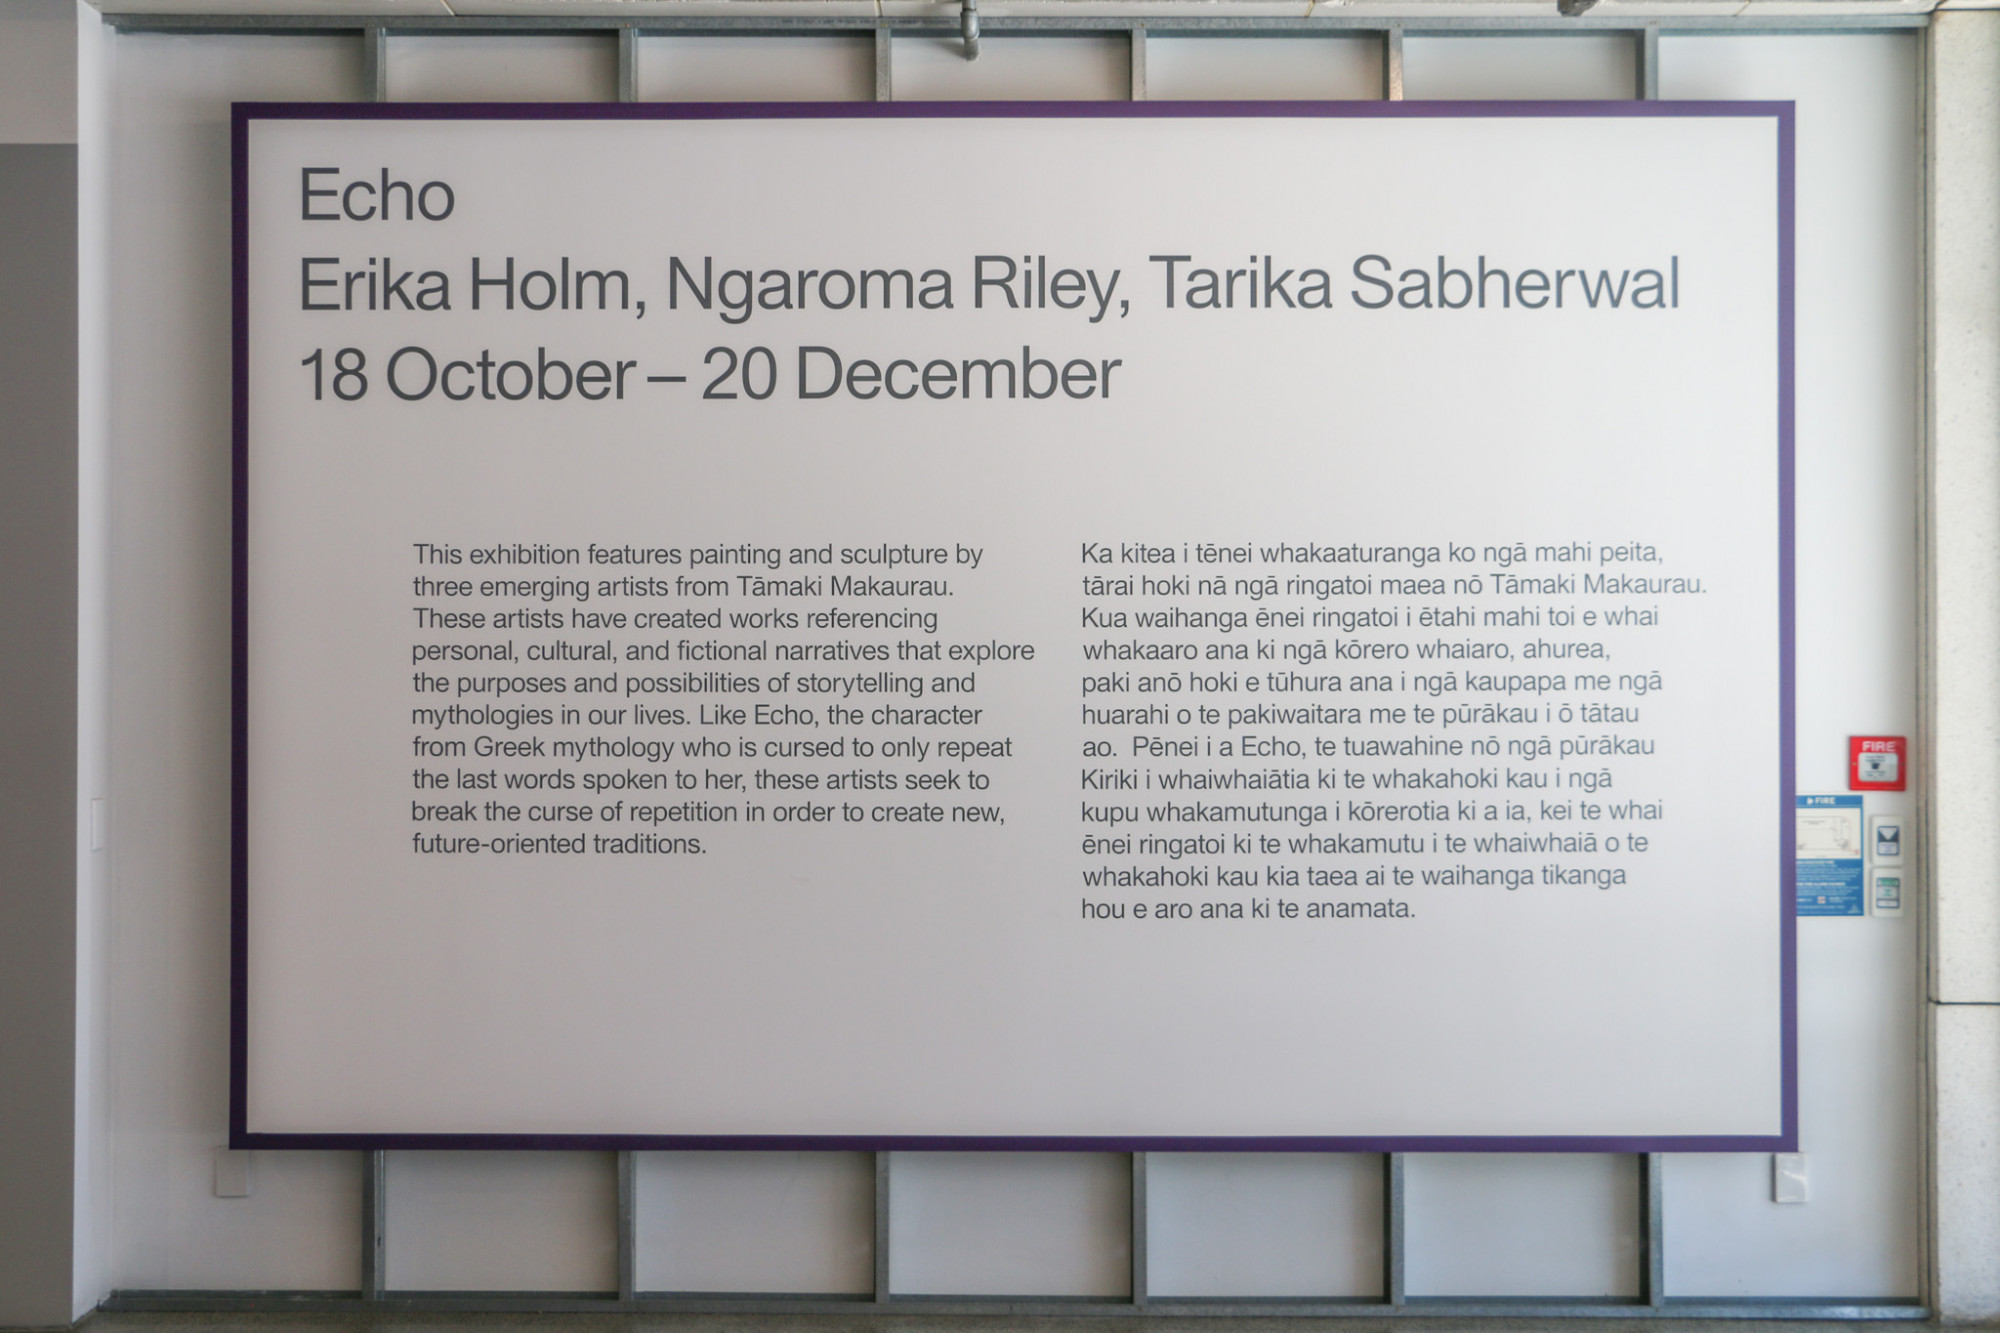 Echo
Erika Holm, Ngaroma Riley, Tarika Sabherwal
18 October – 20 December
This exhibition features painting and sculpture by
three emerging artists from Tāmaki Makaurau.
These artists have created works referencing
personal, cultural, and fictional narratives that explore
the purposes and possibilities of storytelling and
mythologies in our lives. Like Echo, the character
from Greek mythology who is cursed to only repeat
the last words spoken to her, these artists seek to
break the curse of repetition in order to create new,
future-oriented traditions.
Ka kitea i tēnei whakaaturanga ko ngā mahi peita,
tārai hoki nā ngā ringatoi maea nō Tāmaki Makaurau.
Kua waihanga ēnei ringatoi i ētahi mahi toi e whai
whakaaro ana ki ngā kōrero whaiaro, ahurea,
paki anō hoki e tūhura ana i ngā kaupapa me ngā
huarahi o te pakiwaitara me te pūrākau i ō tātau
ao. Pēnei i a Echo, te tuawahine nō ngā pūrākau
Kiriki i whaiwhaiātia ki te whakahoki kau i ngā
kupu whakamutunga i kōrerotia ki a ia, kei te whai
ēnei ringatoi ki te whakamutu i te whaiwhaiā o te
whakahoki kau kia taea ai te waihanga tikanga
hou e aro ana ki te anamata.
FIRE
FIRE